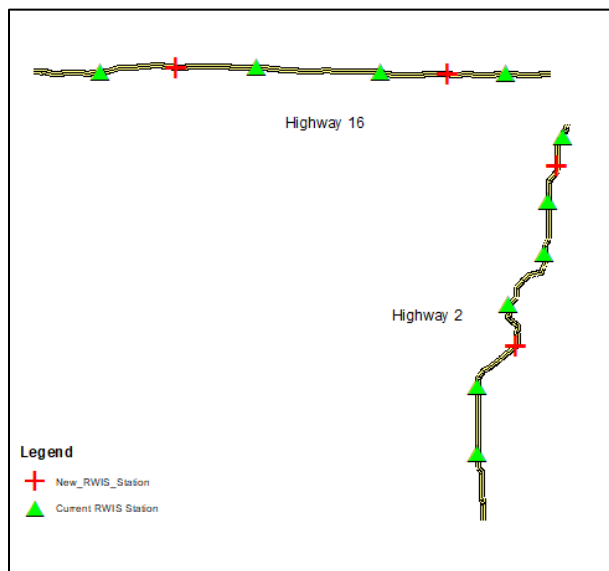 Highway 16
Highway 2
Legend
New_RWIS_Station
Current RWIS Station